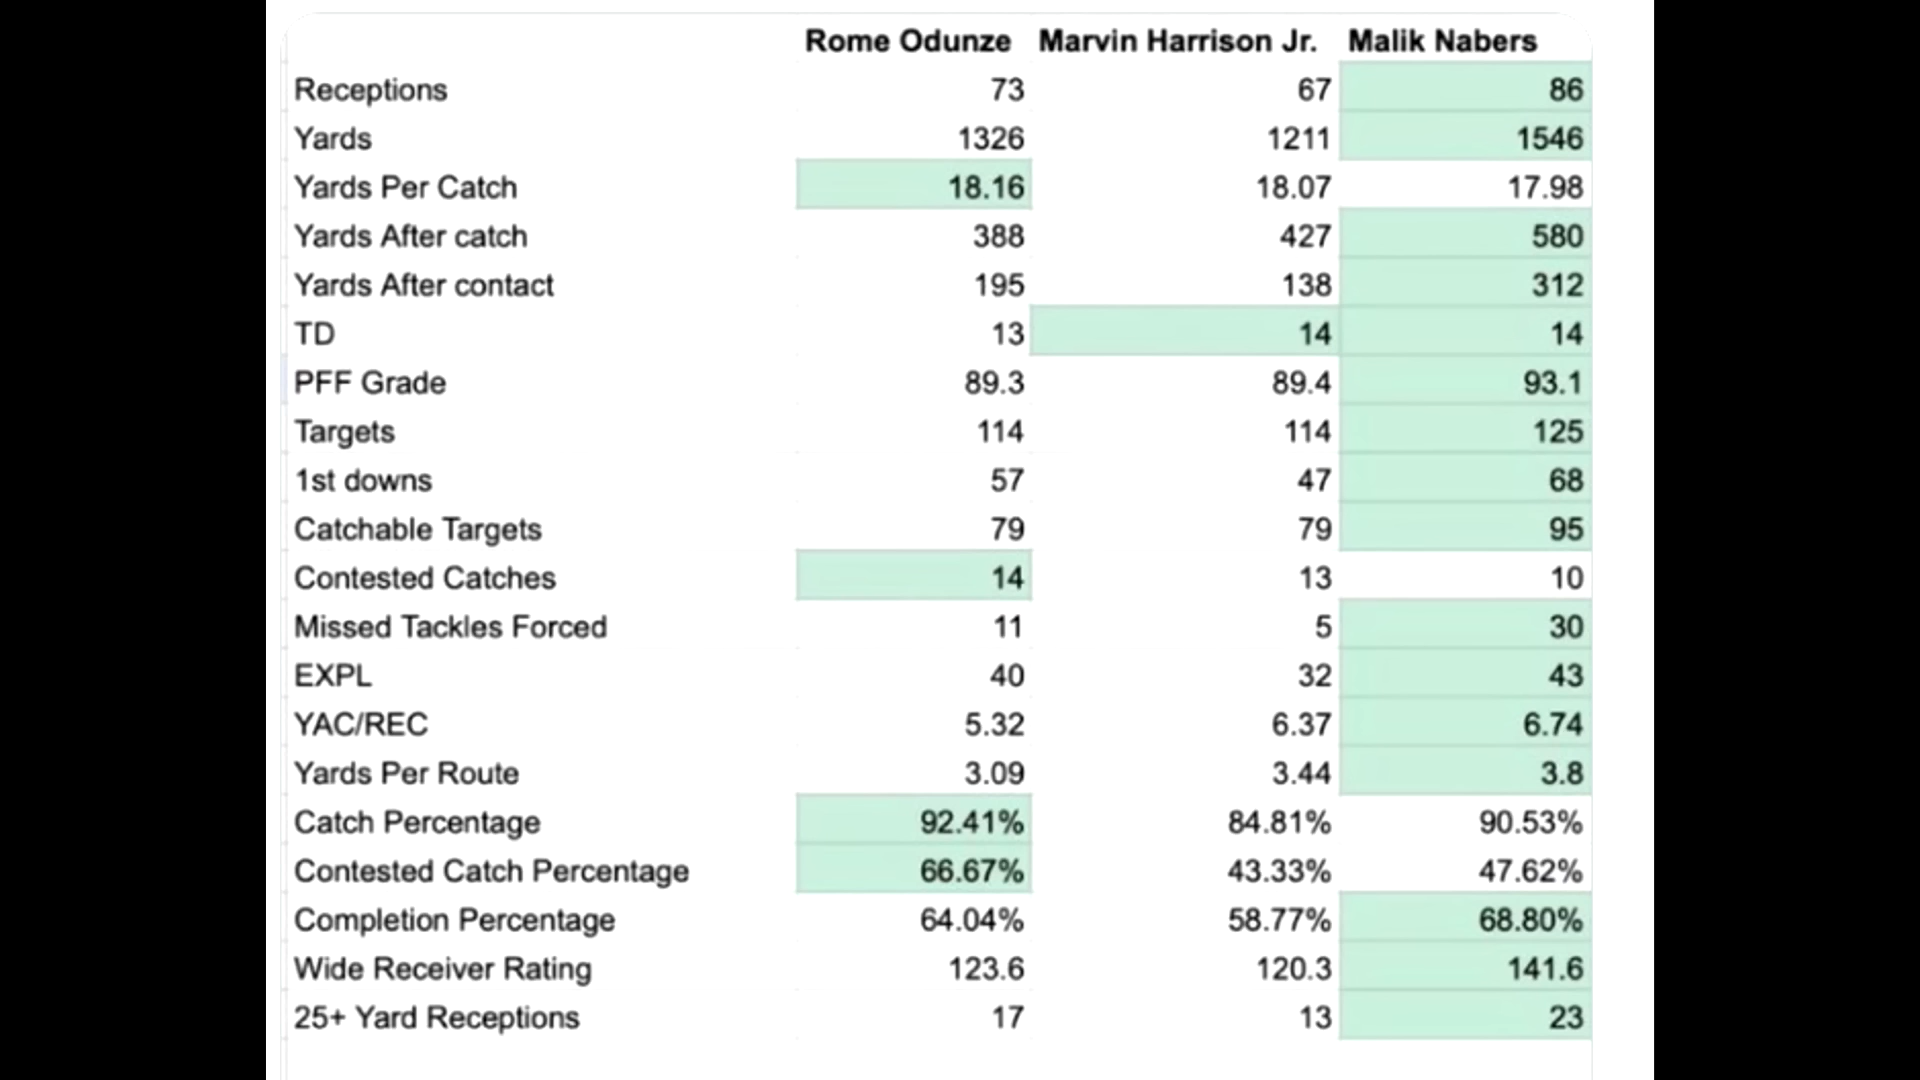 Rome Odunze Marvin Harrison Jr. Malik Nabers
Receptions 73 67 86
Yards 1326 1211 1546
Yards Per Catch 18.16 18.07 17.98
Yards After catch 388 427 580
Yards After contact 195 138 312
TD 13 14 14
PFF Grade 89.3 89.4 93.1
Targets 114 114 125
1st downs 57 47 68
Catchable Targets 79 79 95
Contested Catches 14 13 10
Missed Tackles Forced 11 5 30
EXPL 40 32 43
YAC/REC 5.32 6.37 6.74
Yards Per Route 3.09 3.44 3.8
Catch Percentage 92.41% 84.81% 90.53%
Contested Catch Percentage 66.67% 43.33% 47.62%
Completion Percentage 64.04% 58.77% 68.80%
Wide Receiver Rating 123.6 120.3 141.6
25+ Yard Receptions 17 13 23